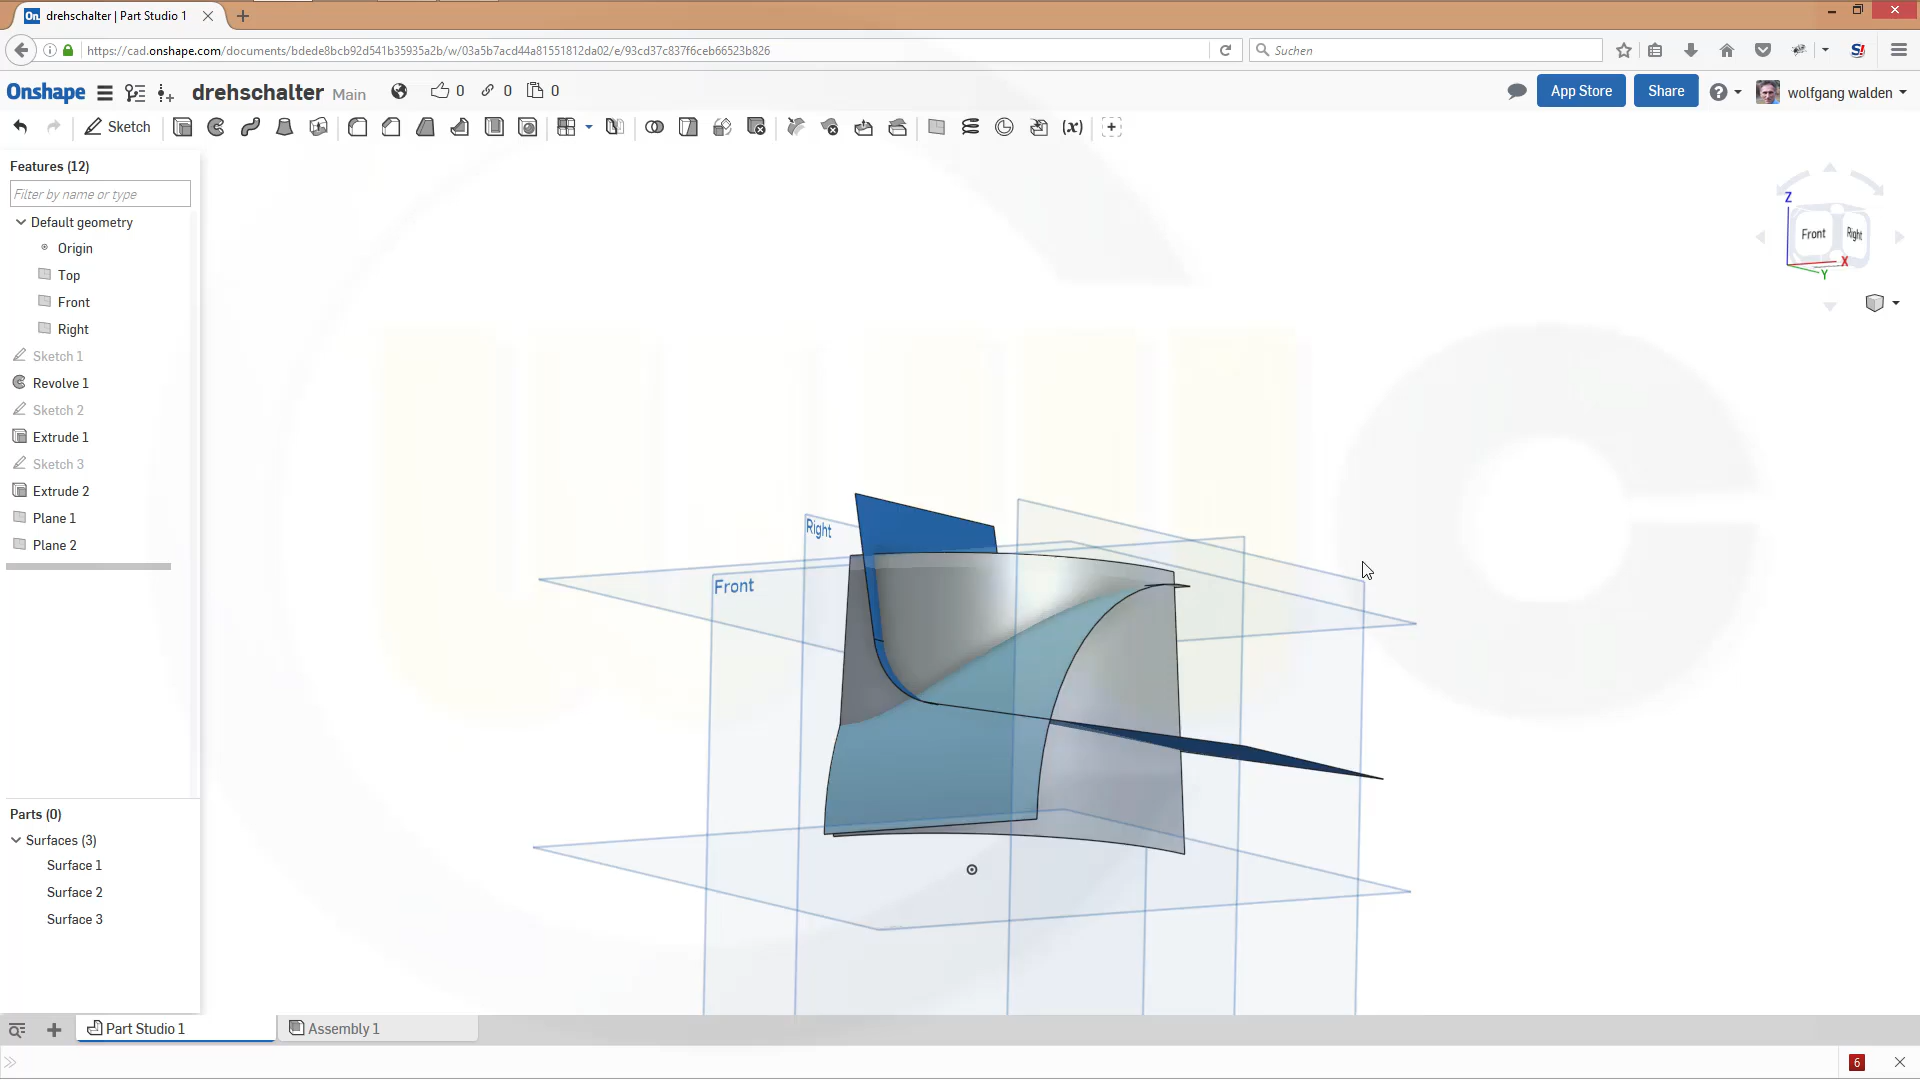 drehschalter | Part Studio 1
https://cad.onshape.com/documents/bdede8bcb92d541b35935a2b/w/03a5b7acd44a81551812da02/e/93cd37c837f6ceb66523b826
Suchen
Onshape
drehschalter Main
0
0
0
App Store
Share
wolfgang walden
Sketch
(x)
Features (12)
Filter by name or type
Default geometry
Origin
Top
Front
Right
Sketch 1
Revolve 1
Sketch 2
Extrude 1
Sketch 3
Extrude 2
Plane 1
Plane 2
Right
Front
Z
Front
Right
X
Y
Parts (0)
Surfaces (3)
Surface 1
Surface 2
Surface 3
Part Studio 1
Assembly 1
6